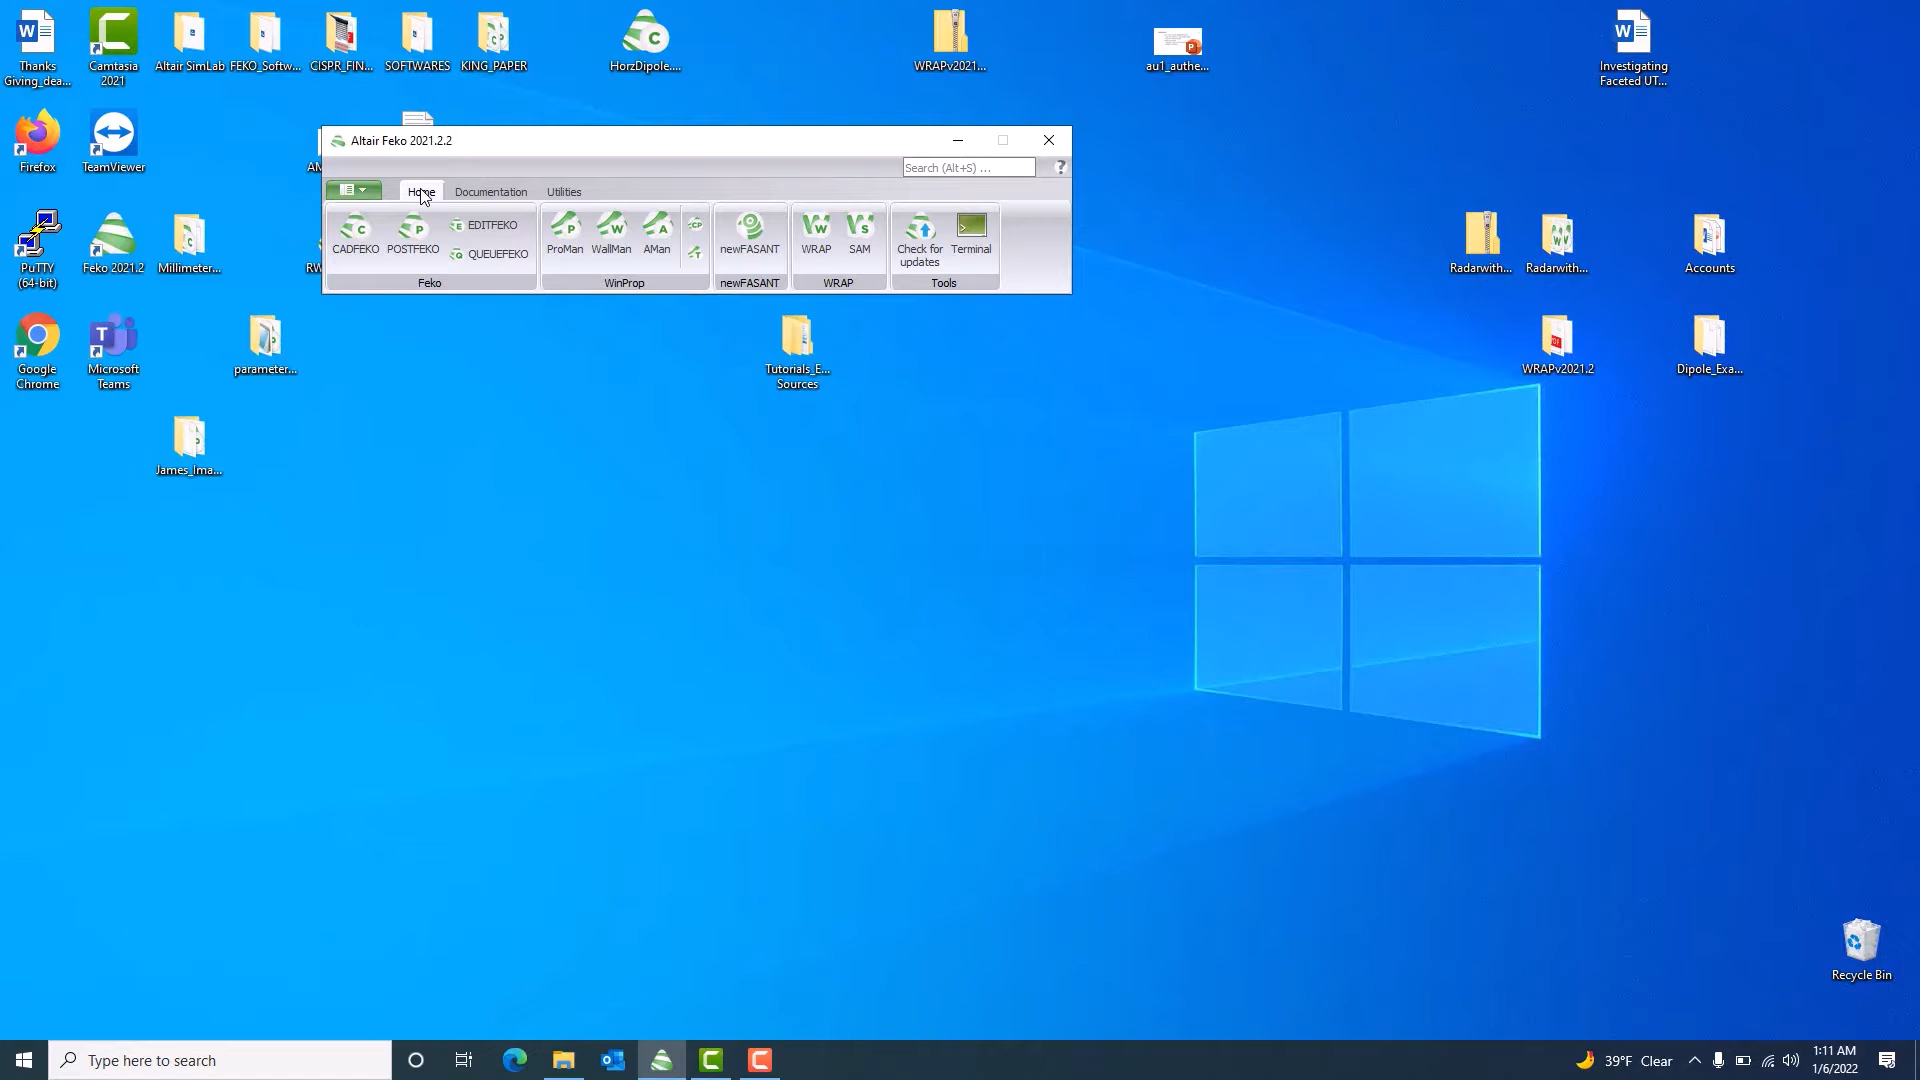 Thanks
Giving_dea...
Camtasia
2021
Altair SimLab
FEKO_Softw...
CISPR_FIN...
SOFTWARES
KING_PAPER
HorzDipole....
WRAPv2021....
au1_authe...
Investigating
Faceted UT...
Firefox
TeamViewer
AM
Altair Feko 2021.2.2
Search (Alt+S) ...
?
Home
Documentation
Utilities
CADFEKO
POSTFEKO
EDITFEKO
QUEUEFEKO
Feko
ProMan
WallMan
AMan
WinProp
newFASANT
newFASANT
WRAP
SAM
WRAP
Check for
updates
Terminal
Tools
PuTTY
(64-bit)
Feko 2021.2
Millimeter...
RW
Radarwith...
Radarwith...
Accounts
Google
Chrome
Microsoft
Teams
parameter...
Tutorials_E...
Sources
WRAPv2021.2
Dipole_Exa...
James_Ima...
Recycle Bin
Type here to search
39°F Clear
1:11 AM
1/6/2022